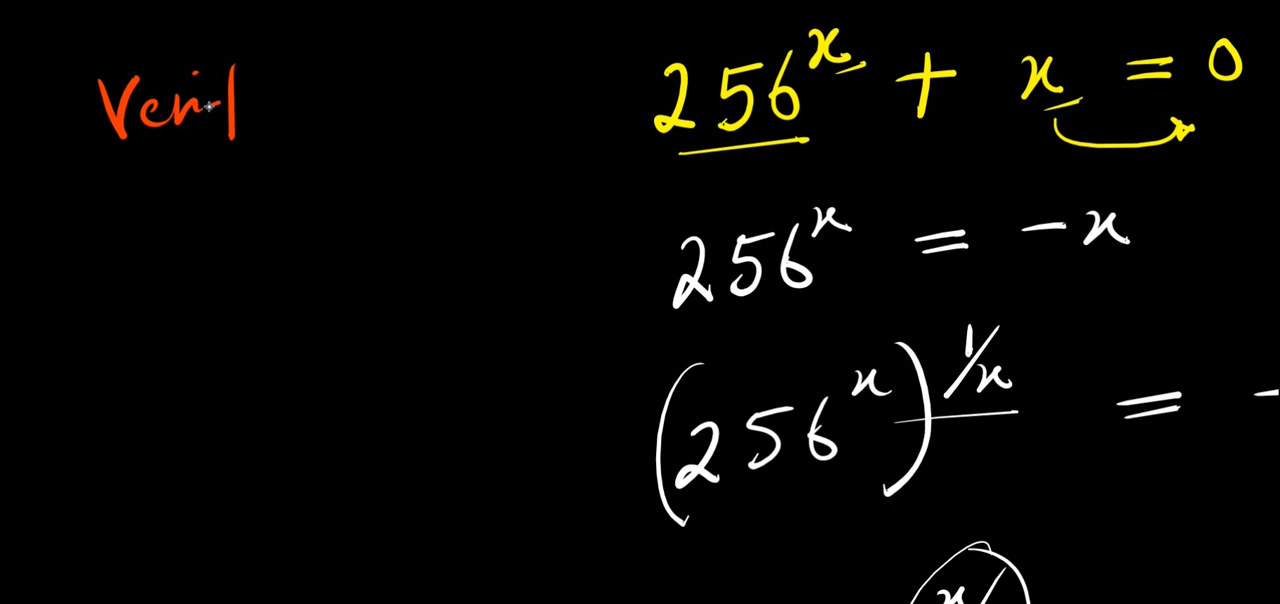 Veri
256^x + x = 0
256^x = -x
(256^x)^1/x = -
x/